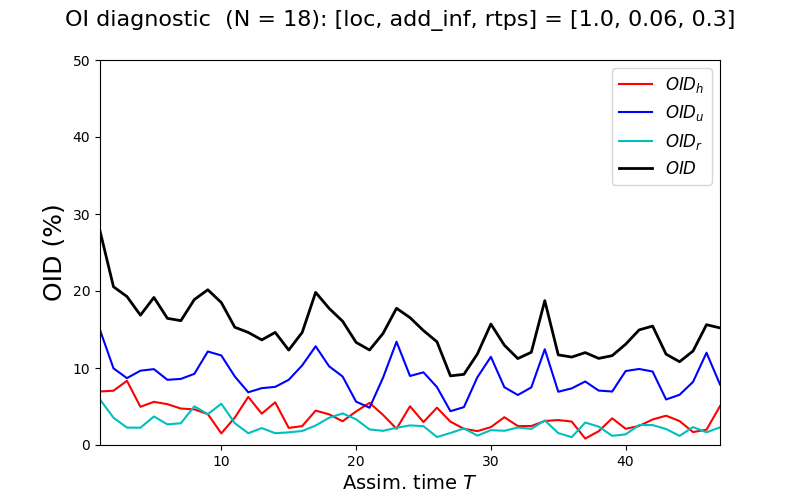 OI diagnostic (N = 18): [loc, add_inf, rtps] = [1.0, 0.06, 0.3]
50
40
30
20
10
0
OID (%)
OID_h
OID_u
OID_r
OID
10 20 30 40
Assim. time T